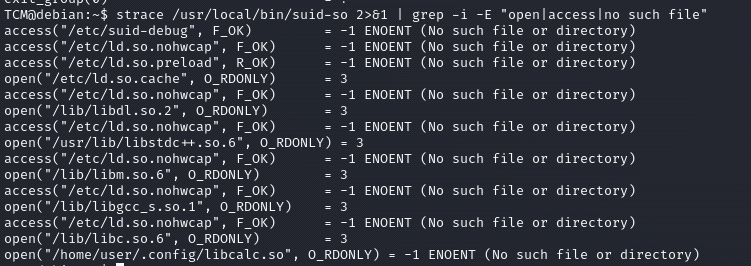 exit_group(0) = ?
TCM@debian:~$ strace /usr/local/bin/suid-so 2>&1 | grep -i -E "open|access|no such file"
access("/etc/suid-debug", F_OK) = -1 ENOENT (No such file or directory)
access("/etc/ld.so.nohwcap", F_OK) = -1 ENOENT (No such file or directory)
access("/etc/ld.so.preload", R_OK) = -1 ENOENT (No such file or directory)
open("/etc/ld.so.cache", O_RDONLY) = 3
access("/etc/ld.so.nohwcap", F_OK) = -1 ENOENT (No such file or directory)
open("/lib/libdl.so.2", O_RDONLY) = 3
access("/etc/ld.so.nohwcap", F_OK) = -1 ENOENT (No such file or directory)
open("/usr/lib/libstdc++.so.6", O_RDONLY) = 3
access("/etc/ld.so.nohwcap", F_OK) = -1 ENOENT (No such file or directory)
open("/lib/libm.so.6", O_RDONLY) = 3
access("/etc/ld.so.nohwcap", F_OK) = -1 ENOENT (No such file or directory)
open("/lib/libgcc_s.so.1", O_RDONLY) = 3
access("/etc/ld.so.nohwcap", F_OK) = -1 ENOENT (No such file or directory)
open("/lib/libc.so.6", O_RDONLY) = 3
open("/home/user/.config/libcalc.so", O_RDONLY) = -1 ENOENT (No such file or directory)